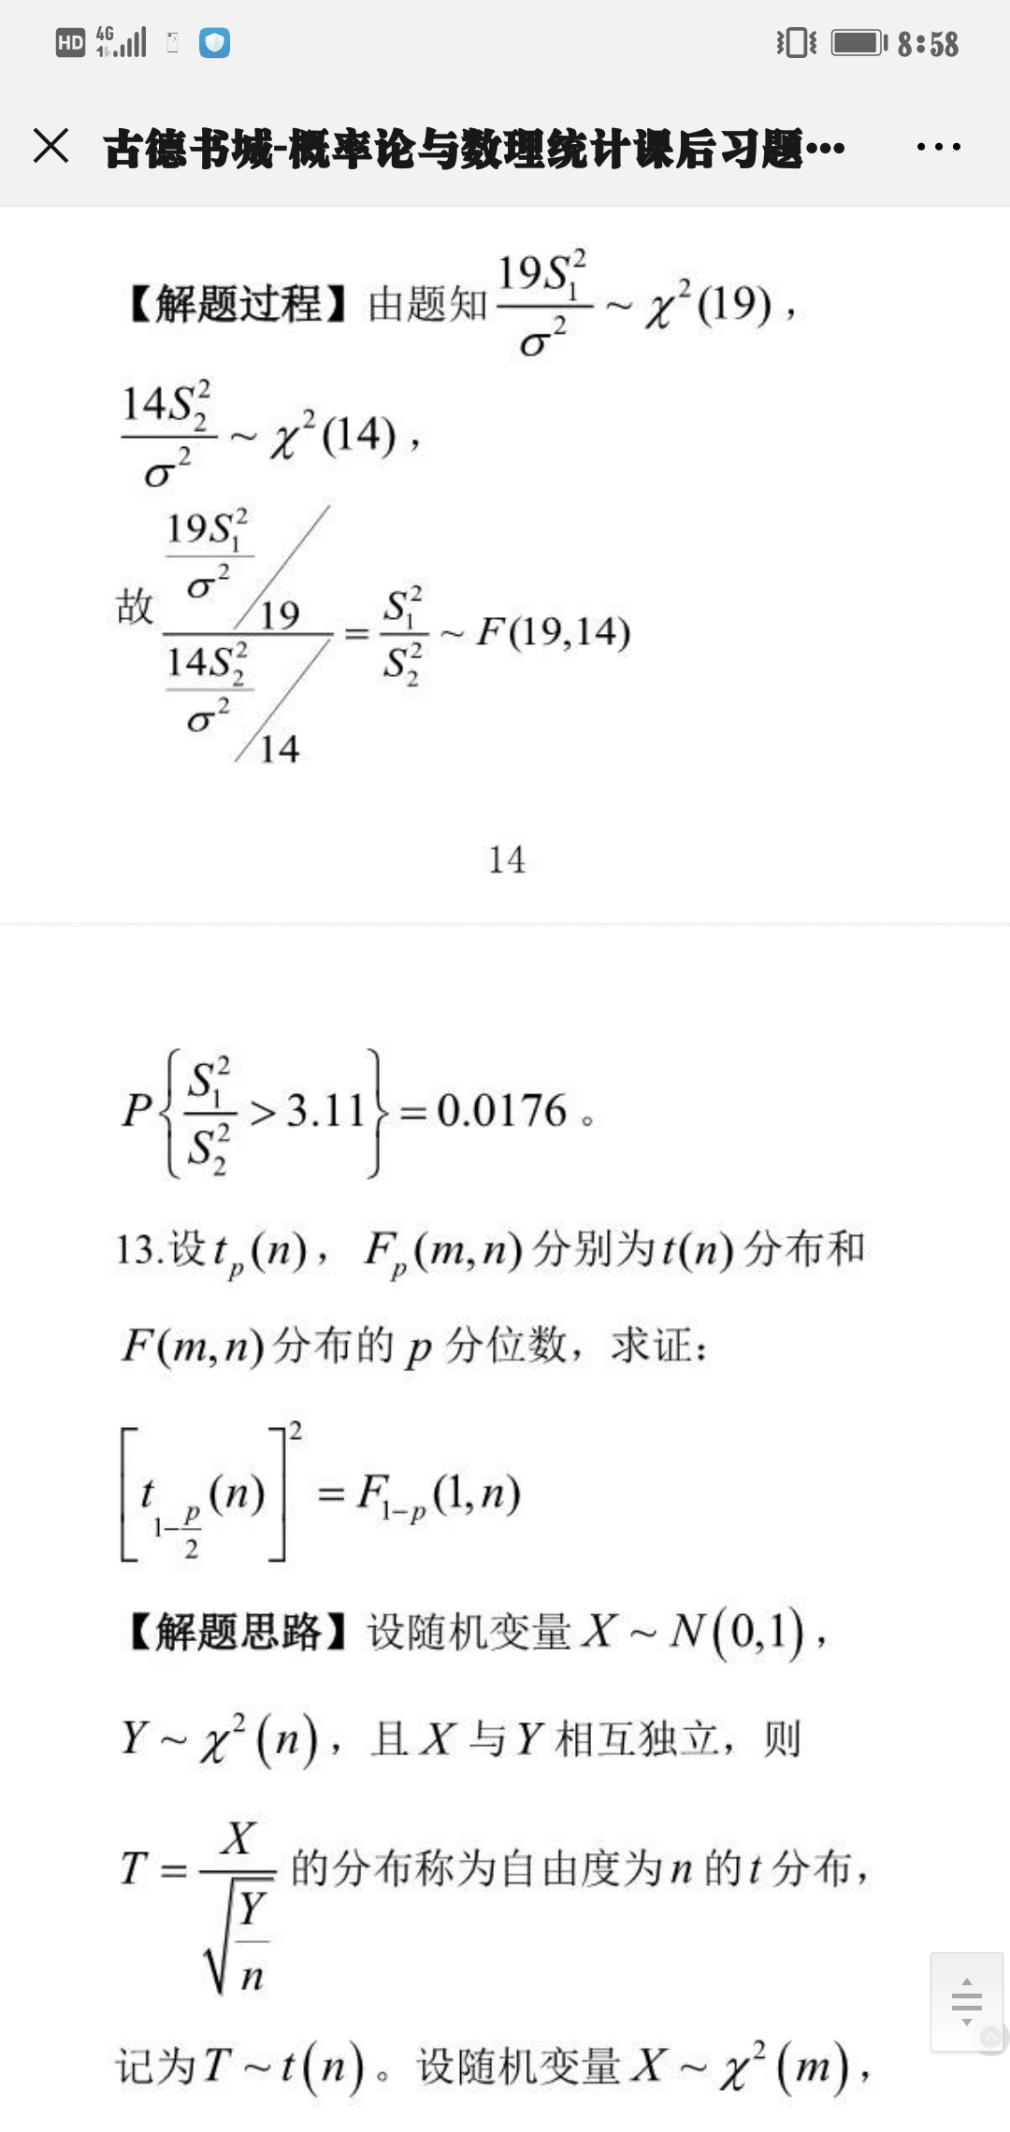 HD 4G 8:58
古德书城-概率论与数理统计课后习题…
【解题过程】由题知 19S₁²/σ² ~ χ²(19)，
14S₂²/σ² ~ χ²(14)，
故 (19S₁²/σ² / 19) / (14S₂²/σ² / 14) = S₁²/S₂² ~ F(19,14)
14
P{S₁²/S₂² > 3.11} = 0.0176 。
13.设 tₚ(n)， Fₚ(m,n) 分别为 t(n) 分布和
F(m,n) 分布的 p 分位数，求证：
[t_{1-p/2}(n)]² = F_{1-p}(1,n)
【解题思路】设随机变量 X ~ N(0,1)，
Y ~ χ²(n)，且 X 与 Y 相互独立，则
T = X/√(Y/n) 的分布称为自由度为 n 的 t 分布，
记为 T ~ t(n)。设随机变量 X ~ χ²(m)，